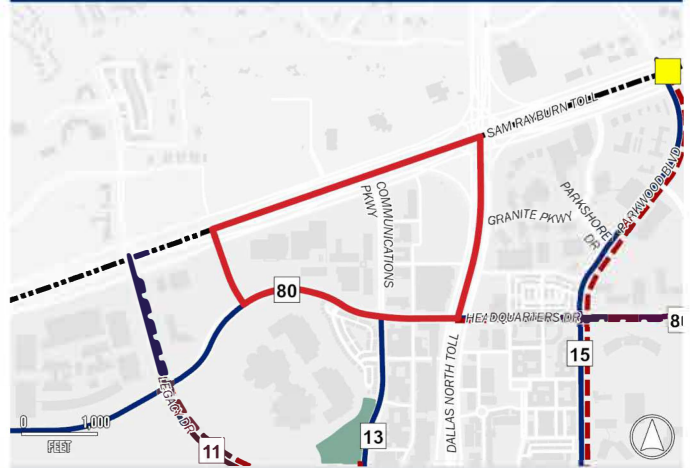 SAM RAYBURN TOLL
COMMUNICATIONS
PKWY
GRANITE PKWY
PARKSHORE
DR
PARKWOOD BLVD
80
HEADQUARTERS DR
8
15
DALLAS NORTH TOLL
LEGACY DR
13
11
0 1,000
FEET